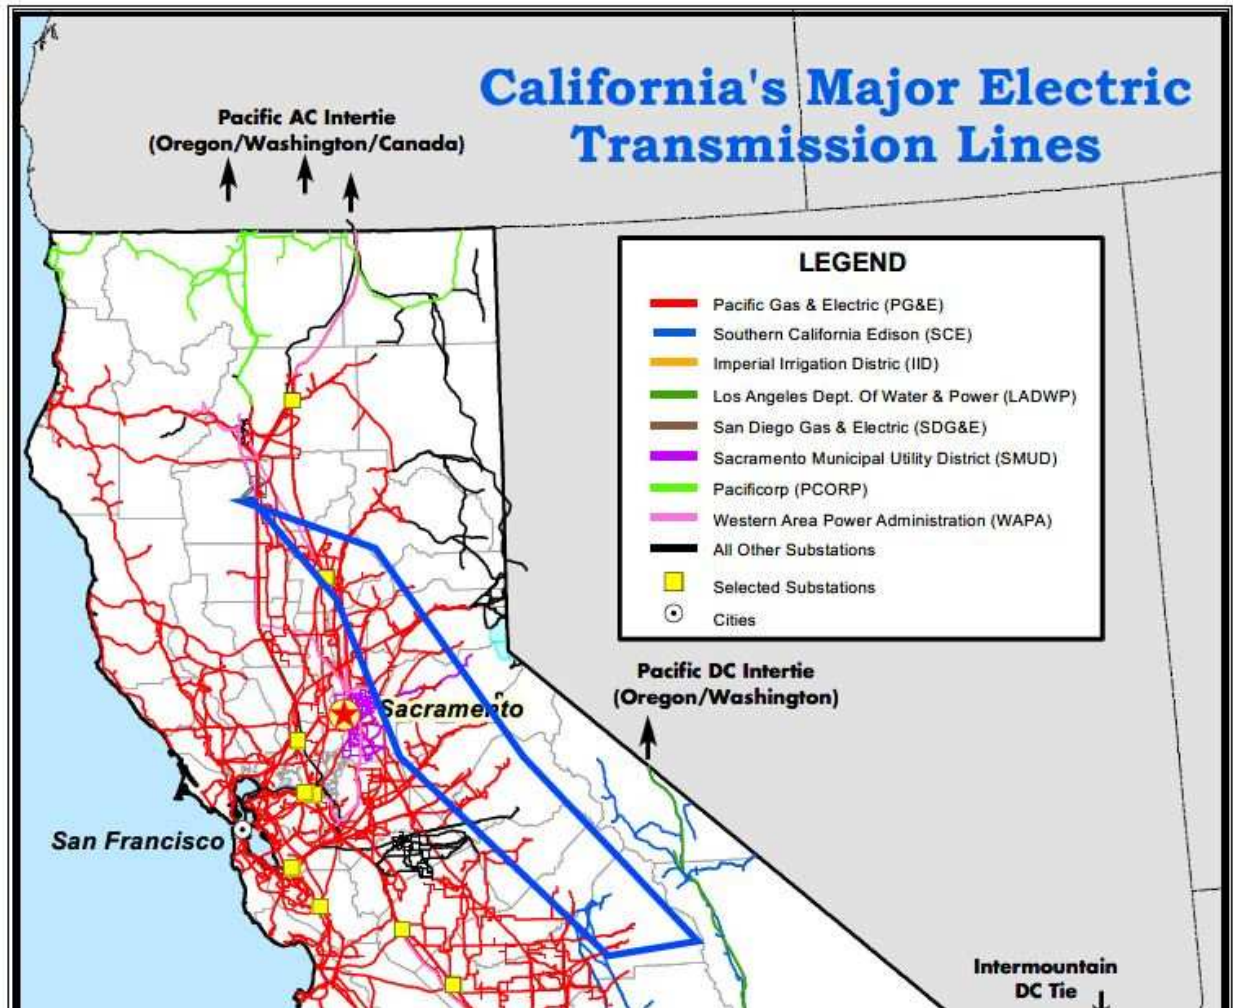 California's Major Electric
Transmission Lines
Pacific AC Intertie
(Oregon/Washington/Canada)
LEGEND
Pacific Gas & Electric (PG&E)
Southern California Edison (SCE)
Imperial Irrigation Distric (IID)
Los Angeles Dept. Of Water & Power (LADWP)
San Diego Gas & Electric (SDG&E)
Sacramento Municipal Utility District (SMUD)
Pacificorp (PCORP)
Western Area Power Administration (WAPA)
All Other Substations
Selected Substations
Cities
Pacific DC Intertie
(Oregon/Washington)
Sacramento
San Francisco
Intermountain
DC Tie